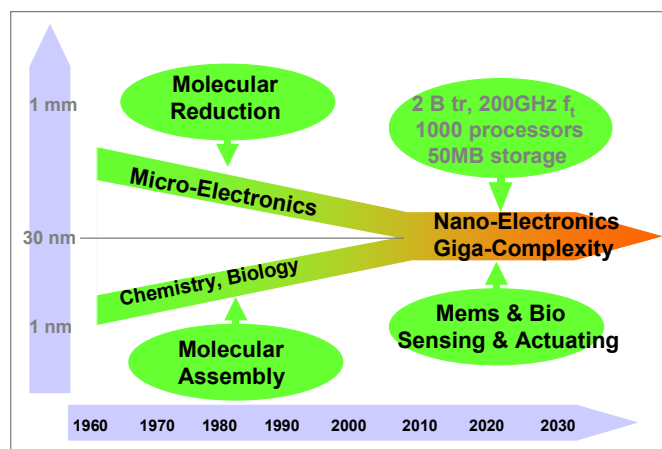 1 mm
30 nm
1 nm
Molecular
Reduction
2 B tr, 200GHz ft
1000 processors
50MB storage
Micro-Electronics
Nano-Electronics
Giga-Complexity
Chemistry, Biology
Molecular
Assembly
Mems & Bio
Sensing & Actuating
1960 1970 1980 1990 2000 2010 2020 2030